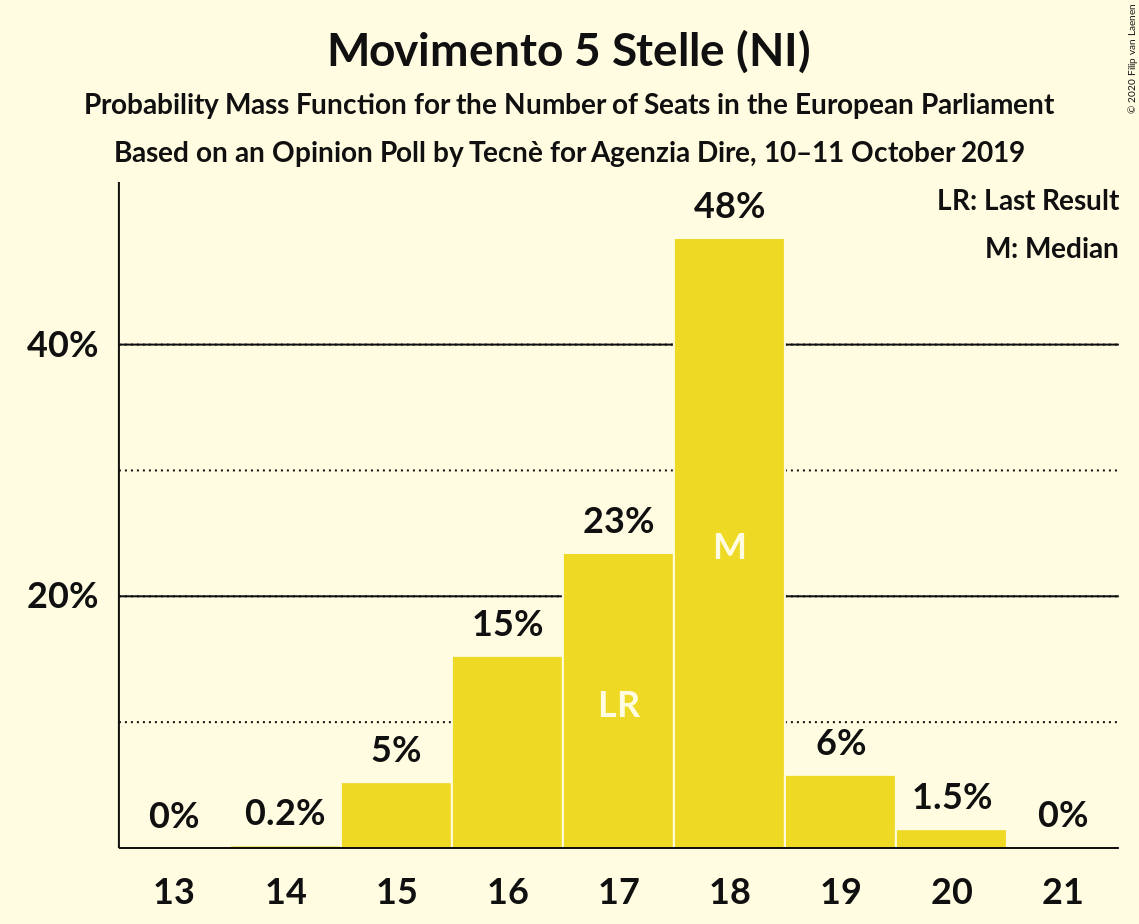 Movimento 5 Stelle (NI)
Probability Mass Function for the Number of Seats in the European Parliament
Based on an Opinion Poll by Tecnè for Agenzia Dire, 10–11 October 2019
© 2020 Filip van Laenen
LR: Last Result
M: Median
48%
40%
23%
M
20%
15%
LR
5%
6%
0%
0.2%
1.5%
0%
13 14 15 16 17 18 19 20 21